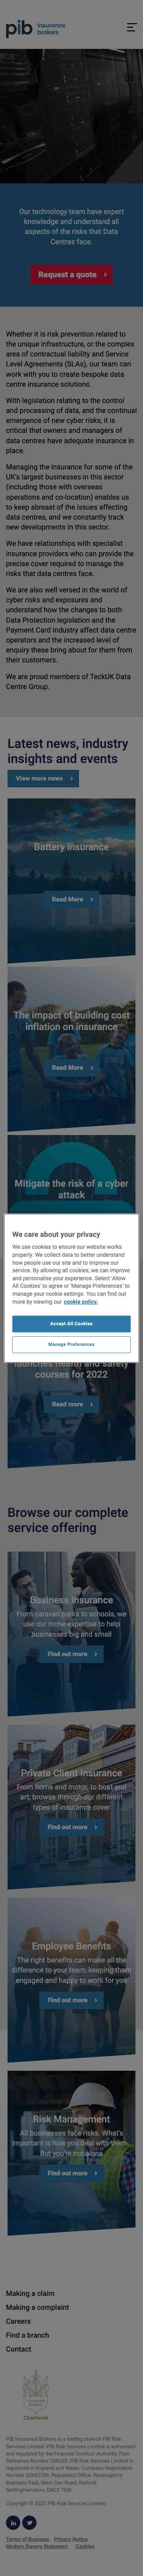 pib insurance
brokers
Our technology team have expert
knowledge and understand all
aspects of the risks that Data
Centres face.
Request a quote
Whether it is risk prevention related to
the unique infrastructure, or the complex
area of contractual liability and Service
Level Agreements (SLAs), our team can
work with you to create bespoke data
centre insurance solutions.
With legislation relating to the control
of personal data and the continual
emergence of new cyber risks, it is
critical that owners and managers of
data centres have adequate insurance in
place.
Managing the insurance for some of the
UK's largest businesses in this sector
(including those with overseas
operations and co-location) enables us
to keep abreast of the issues affecting
data centres, and we constantly track
developments in this sector.
We have relationships with specialist
insurance providers who can provide the
precise cover required to manage the
risks that data centres face.
We are also well versed in the world of
cyber risks and exposures and
understand how the changes to both
Data Protection legislation and the
Payment Card Industry affect data centre
clients, and the increased level of
enquiry these changes bring about for them
from customers.
We are proud members of TeckUK Data
Centre Group.
Latest news, industry
insights and events
View more news
Battery insurance
Read More
The impact of building cost
inflation on insurance
Read More
Mitigate the risk of a cyber
attack
We care about your privacy
We use cookies to ensure our website works
properly. We collect data to better understand
how people use our site and to improve our
service. By allowing all cookies, we can improve
and personalise your experience. Select 'Allow
All Cookies' to agree or 'Manage Preferences' to
manage your cookie settings. You can find out
more by viewing our cookie policy.
Accept All Cookies
Manage Preferences
launches health and safety
courses for 2022
Read more
Browse our complete
service offering
Business Insurance
From caravan parks to schools, we
use our niche expertise to help
businesses big and small
Find out more
Private Client Insurance
From home and motor, to boat and
art; browse through our different
types of insurance cover
Find out more
Employee Benefits
The right benefits can make all the
difference to your team, keeping them
engaged and happy to work for you
Find out more
Risk Management
All businesses face risks. What's
important is how you deal with them.
But you're not alone
Find out more
Making a claim
Making a complaint
Careers
Find a branch
Contact
Chartered
PIB Insurance Brokers is a trading style of PIB Risk
Services Limited. PIB Risk Services Limited is authorised
and regulated by the Financial Conduct Authority, Firm
Reference Number 308333. PIB Risk Services Limited is
registered in England and Wales. Company Registration
Number 02682789. Registered Office: Rossington's
Business Park, West Carr Road, Retford,
Nottinghamshire, DN22 7SW.
Copyright © 2022 PIB Risk Services Limited
Terms of Business Privacy Notice
Modern Slavery Statement Cookies